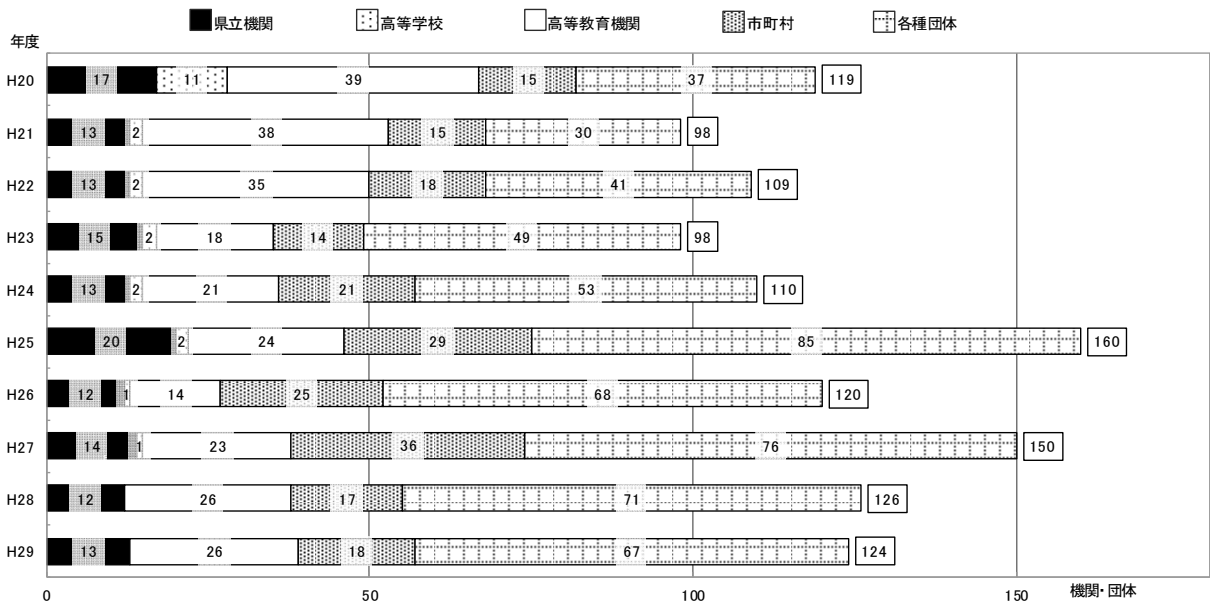 県立機関 高等学校 高等教育機関 市町村 各種団体
年度
H20 17 11 39 15 37 119
H21 13 2 38 15 30 98
H22 13 2 35 18 41 109
H23 15 2 18 14 49 98
H24 13 2 21 21 53 110
H25 20 2 24 29 85 160
H26 12 1 14 25 68 120
H27 14 1 23 36 76 150
H28 12 26 17 71 126
H29 13 26 18 67 124
0 50 100 150 機関・団体